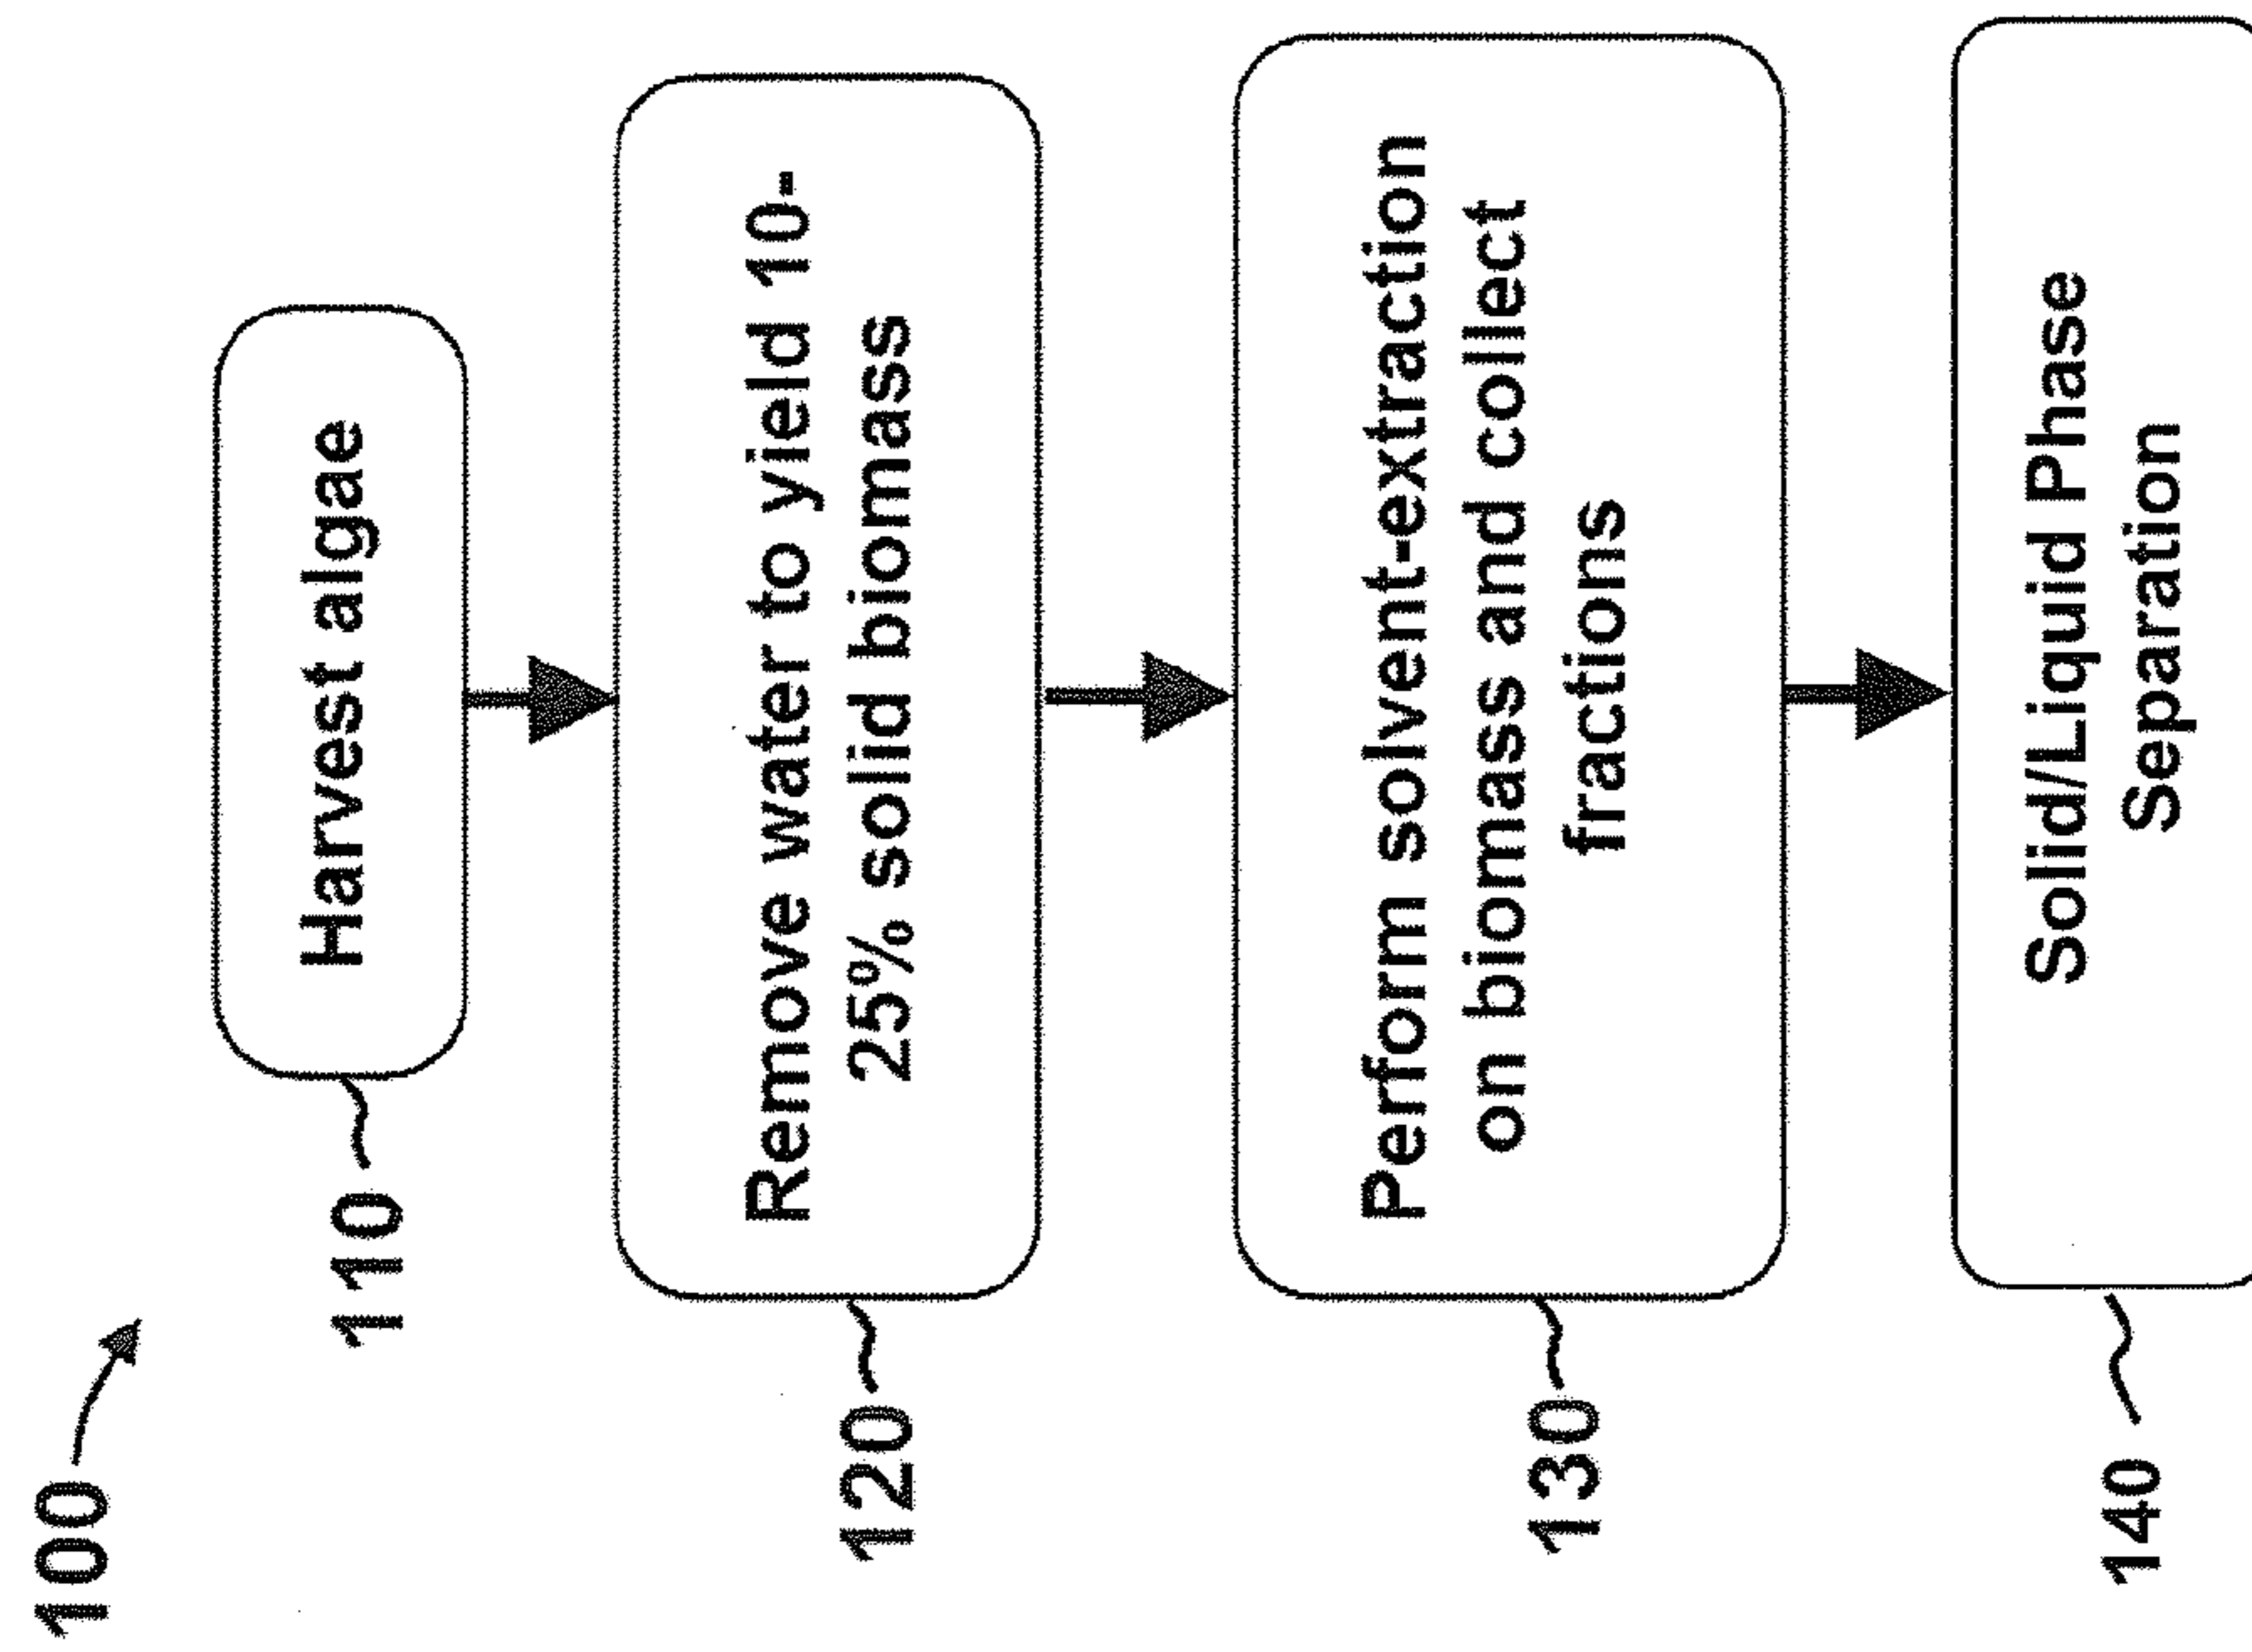 100
110
Harvest algae
120
Remove water to yield 10-
25% solid biomass
130
Perform solvent-extraction
on biomass and collect
fractions
140
Solid/Liquid Phase
Separation